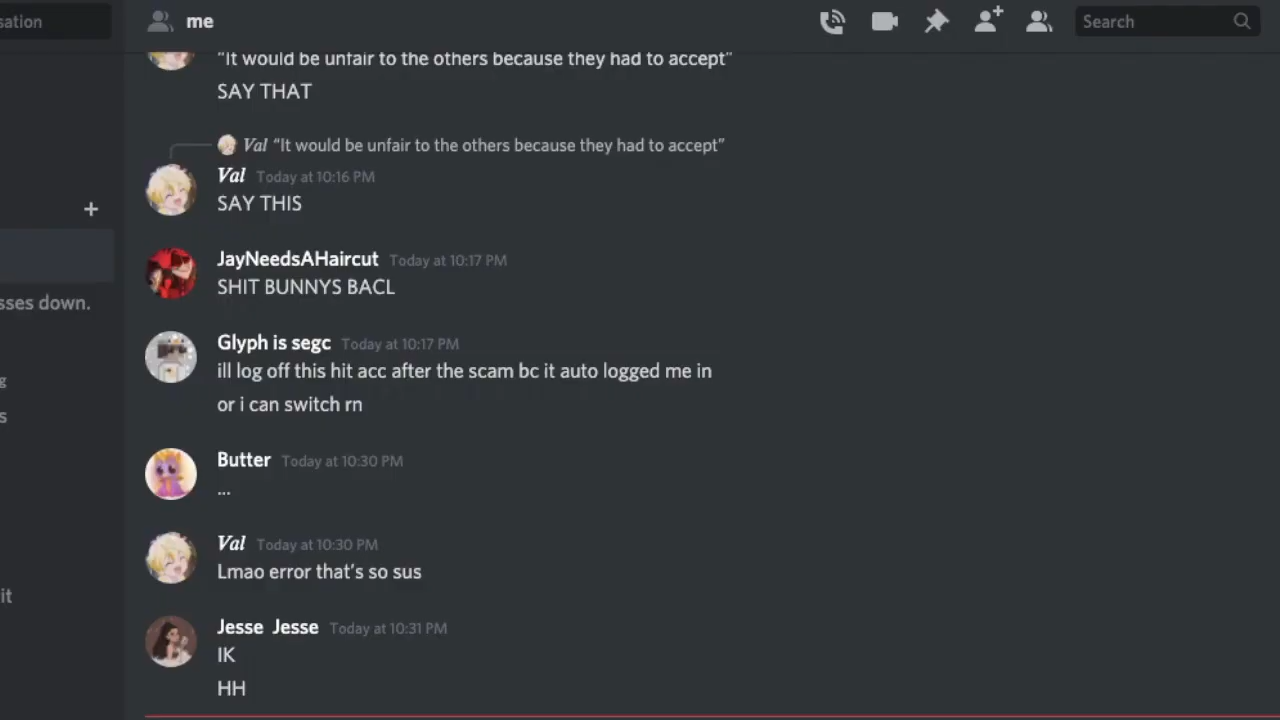 sation
me
Search
"It would be unfair to the others because they had to accept"
SAY THAT
Val "It would be unfair to the others because they had to accept"
Val Today at 10:16 PM
SAY THIS
JayNeedsAHaircut Today at 10:17 PM
SHIT BUNNYS BACL
sses down.
Glyph is segc Today at 10:17 PM
ill log off this hit acc after the scam bc it auto logged me in
g
or i can switch rn
s
Butter Today at 10:30 PM
...
Val Today at 10:30 PM
Lmao error that's so sus
it
Jesse Jesse Today at 10:31 PM
IK
HH